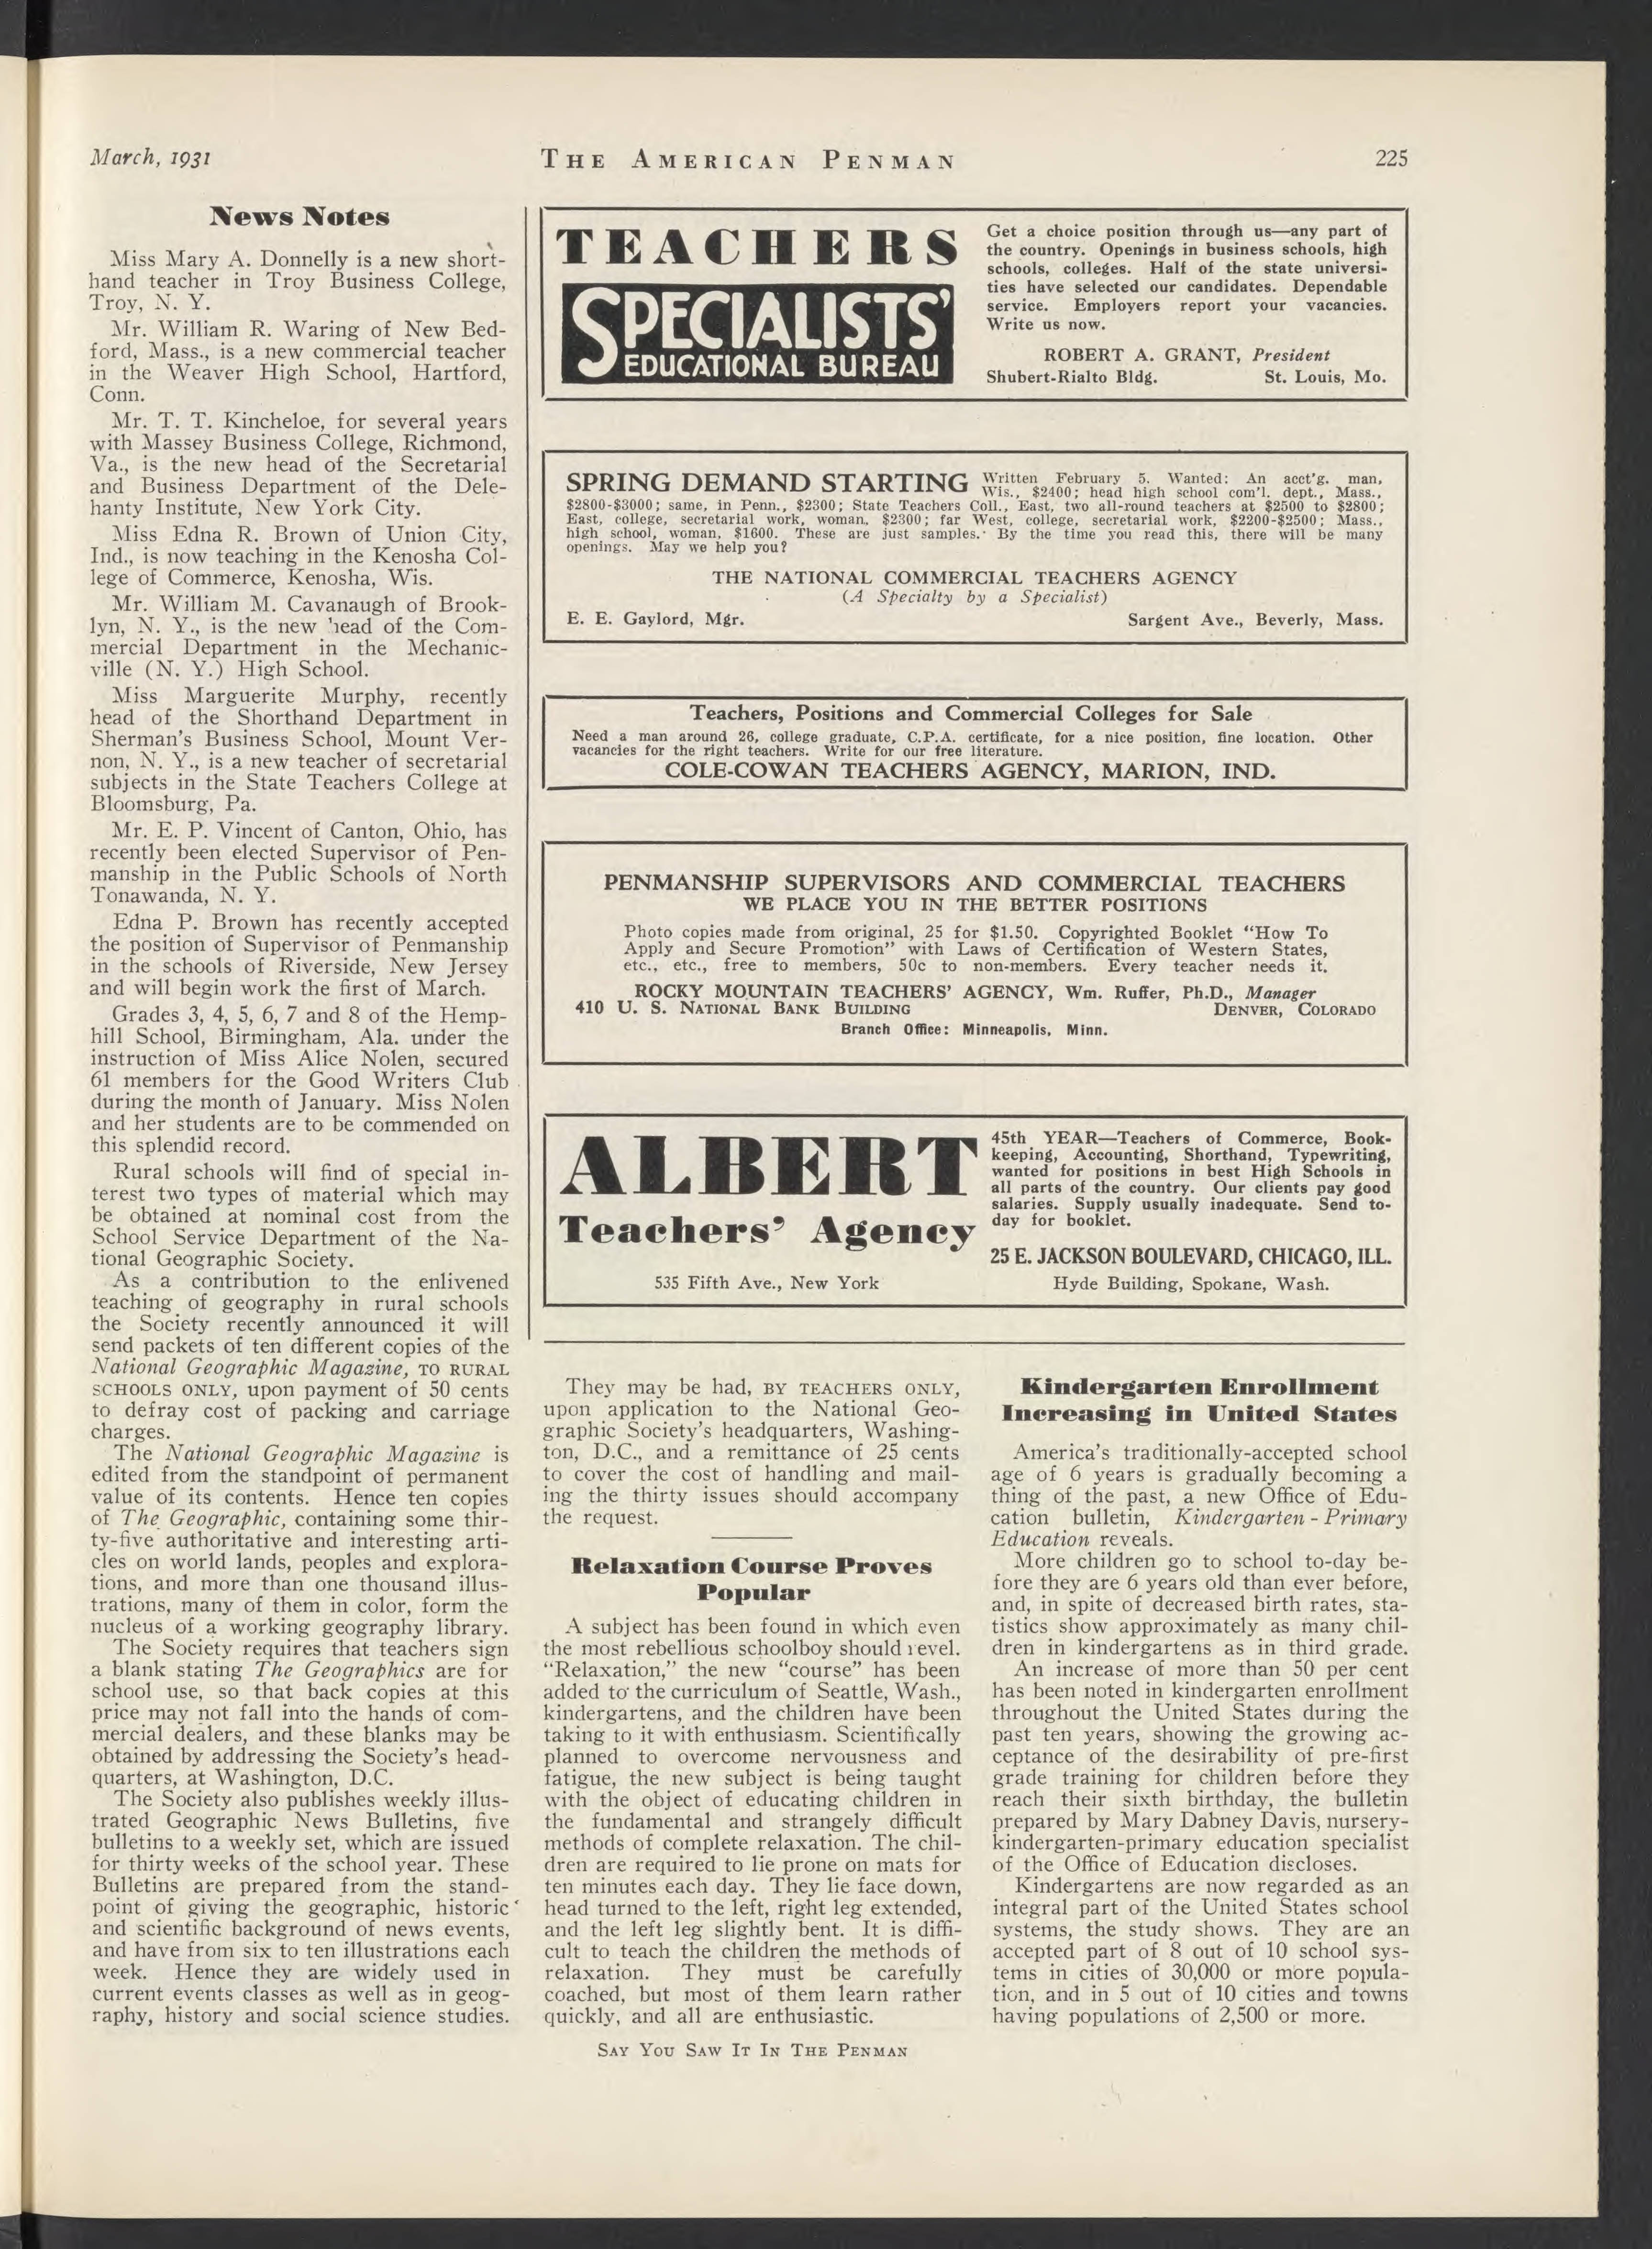 March, 1931
THE AMERICAN PENMAN
225
News Notes
Miss Mary A. Donnelly is a new short-
hand teacher in Troy Business College,
Troy, N. Y.
Mr. William R. Waring of New Bed-
ford, Mass., is a new commercial teacher
in the Weaver High School, Hartford,
Conn.
Mr. T. T. Kincheloe, for several years
with Massey Business College, Richmond,
Va., is the new head of the Secretarial
and Business Department of the Dele-
hanty Institute, New York City.
Miss Edna R. Brown of Union City,
Ind., is now teaching in the Kenosha Col-
lege of Commerce, Kenosha, Wis.
Mr. William M. Cavanaugh of Brook-
lyn, N. Y., is the new head of the Com-
mercial Department in the Mechanic-
ville (N. Y.) High School.
Miss Marguerite Murphy, recently
head of the Shorthand Department in
Sherman's Business School, Mount Ver-
non, N. Y., is a new teacher of secretarial
subjects in the State Teachers College at
Bloomsburg, Pa.
Mr. E. P. Vincent of Canton, Ohio, has
recently been elected Supervisor of Pen-
manship in the Public Schools of North
Tonawanda, N. Y.
Edna P. Brown has recently accepted
the position of Supervisor of Penmanship
in the schools of Riverside, New Jersey
and will begin work the first of March.
Grades 3, 4, 5, 6, 7 and 8 of the Hemp-
hill School, Birmingham, Ala. under the
instruction of Miss Alice Nolen, secured
61 members for the Good Writers Club
during the month of January. Miss Nolen
and her students are to be commended on
this splendid record.
Rural schools will find of special in-
terest two types of material which may
be obtained at nominal cost from the
School Service Department of the Na-
tional Geographic Society.
As a contribution to the enlivened
teaching of geography in rural schools
the Society recently announced it will
send packets of ten different copies of the
National Geographic Magazine, TO RURAL
SCHOOLS ONLY, upon payment of 50 cents
to defray cost of packing and carriage
charges.
The National Geographic Magazine is
edited from the standpoint of permanent
value of its contents. Hence ten copies
of The Geographic, containing some thir-
ty-five authoritative and interesting arti-
cles on world lands, peoples and explora-
tions, and more than one thousand illus-
trations, many of them in color, form the
nucleus of a working geography library.
The Society requires that teachers sign
a blank stating The Geographics are for
school use, so that back copies at this
price may not fall into the hands of com-
mercial dealers, and these blanks may be
obtained by addressing the Society's head-
quarters, at Washington, D.C.
The Society also publishes weekly illus-
trated Geographic News Bulletins, five
bulletins to a weekly set, which are issued
for thirty weeks of the school year. These
Bulletins are prepared from the stand-
point of giving the geographic, historic
and scientific background of news events,
and have from six to ten illustrations each
week. Hence they are widely used in
current events classes as well as in geog-
raphy, history and social science studies.
TEACHERS
SPECIALISTS'
EDUCATIONAL BUREAU
Get a choice position through us—any part of
the country. Openings in business schools, high
schools, colleges. Half of the state universi-
ties have selected our candidates. Dependable
service. Employers report your vacancies.
Write us now.
ROBERT A. GRANT, President
Shubert-Rialto Bldg. St. Louis, Mo.
SPRING DEMAND STARTING Written February 5. Wanted: An acct'g. man,
Wis., $2400; head high school com'l. dept., Mass.,
$2800-$3000; same, in Penn., $2300; State Teachers Coll., East, two all-round teachers at $2500 to $2800;
East, college, secretarial work, woman, $2300; far West, college, secretarial work, $2200-$2500; Mass.,
high school, woman, $1600. These are just samples. By the time you read this, there will be many
openings. May we help you?
THE NATIONAL COMMERCIAL TEACHERS AGENCY
(A Specialty by a Specialist)
E. E. Gaylord, Mgr. Sargent Ave., Beverly, Mass.
Teachers, Positions and Commercial Colleges for Sale
Need a man around 26, college graduate, C.P.A. certificate, for a nice position, fine location. Other
vacancies for the right teachers. Write for our free literature.
COLE-COWAN TEACHERS AGENCY, MARION, IND.
PENMANSHIP SUPERVISORS AND COMMERCIAL TEACHERS
WE PLACE YOU IN THE BETTER POSITIONS
Photo copies made from original, 25 for $1.50. Copyrighted Booklet "How To
Apply and Secure Promotion" with Laws of Certification of Western States,
etc., etc., free to members, 50c to non-members. Every teacher needs it.
ROCKY MOUNTAIN TEACHERS' AGENCY, Wm. Ruffer, Ph.D., Manager
410 U. S. NATIONAL BANK BUILDING DENVER, COLORADO
Branch Office: Minneapolis, Minn.
ALBERT
Teachers' Agency
535 Fifth Ave., New York
45th YEAR—Teachers of Commerce, Book-
keeping, Accounting, Shorthand, Typewriting,
wanted for positions in best High Schools in
all parts of the country. Our clients pay good
salaries. Supply usually inadequate. Send to-
day for booklet.
25 E. JACKSON BOULEVARD, CHICAGO, ILL.
Hyde Building, Spokane, Wash.
They may be had, BY TEACHERS ONLY,
upon application to the National Geo-
graphic Society's headquarters, Washing-
ton, D.C., and a remittance of 25 cents
to cover the cost of handling and mail-
ing the thirty issues should accompany
the request.
Relaxation Course Proves
Popular
A subject has been found in which even
the most rebellious schoolboy should revel.
"Relaxation," the new "course" has been
added to the curriculum of Seattle, Wash.,
kindergartens, and the children have been
taking to it with enthusiasm. Scientifically
planned to overcome nervousness and
fatigue, the new subject is being taught
with the object of educating children in
the fundamental and strangely difficult
methods of complete relaxation. The chil-
dren are required to lie prone on mats for
ten minutes each day. They lie face down,
head turned to the left, right leg extended,
and the left leg slightly bent. It is diffi-
cult to teach the children the methods of
relaxation. They must be carefully
coached, but most of them learn rather
quickly, and all are enthusiastic.
Kindergarten Enrollment
Increasing in United States
America's traditionally-accepted school
age of 6 years is gradually becoming a
thing of the past, a new Office of Edu-
cation bulletin, Kindergarten - Primary
Education reveals.
More children go to school to-day be-
fore they are 6 years old than ever before,
and, in spite of decreased birth rates, sta-
tistics show approximately as many chil-
dren in kindergartens as in third grade.
An increase of more than 50 per cent
has been noted in kindergarten enrollment
throughout the United States during the
past ten years, showing the growing ac-
ceptance of the desirability of pre-first
grade training for children before they
reach their sixth birthday, the bulletin
prepared by Mary Dabney Davis, nursery-
kindergarten-primary education specialist
of the Office of Education discloses.
Kindergartens are now regarded as an
integral part of the United States school
systems, the study shows. They are an
accepted part of 8 out of 10 school sys-
tems in cities of 30,000 or more popula-
tion, and in 5 out of 10 cities and towns
having populations of 2,500 or more.
SAY YOU SAW IT IN THE PENMAN